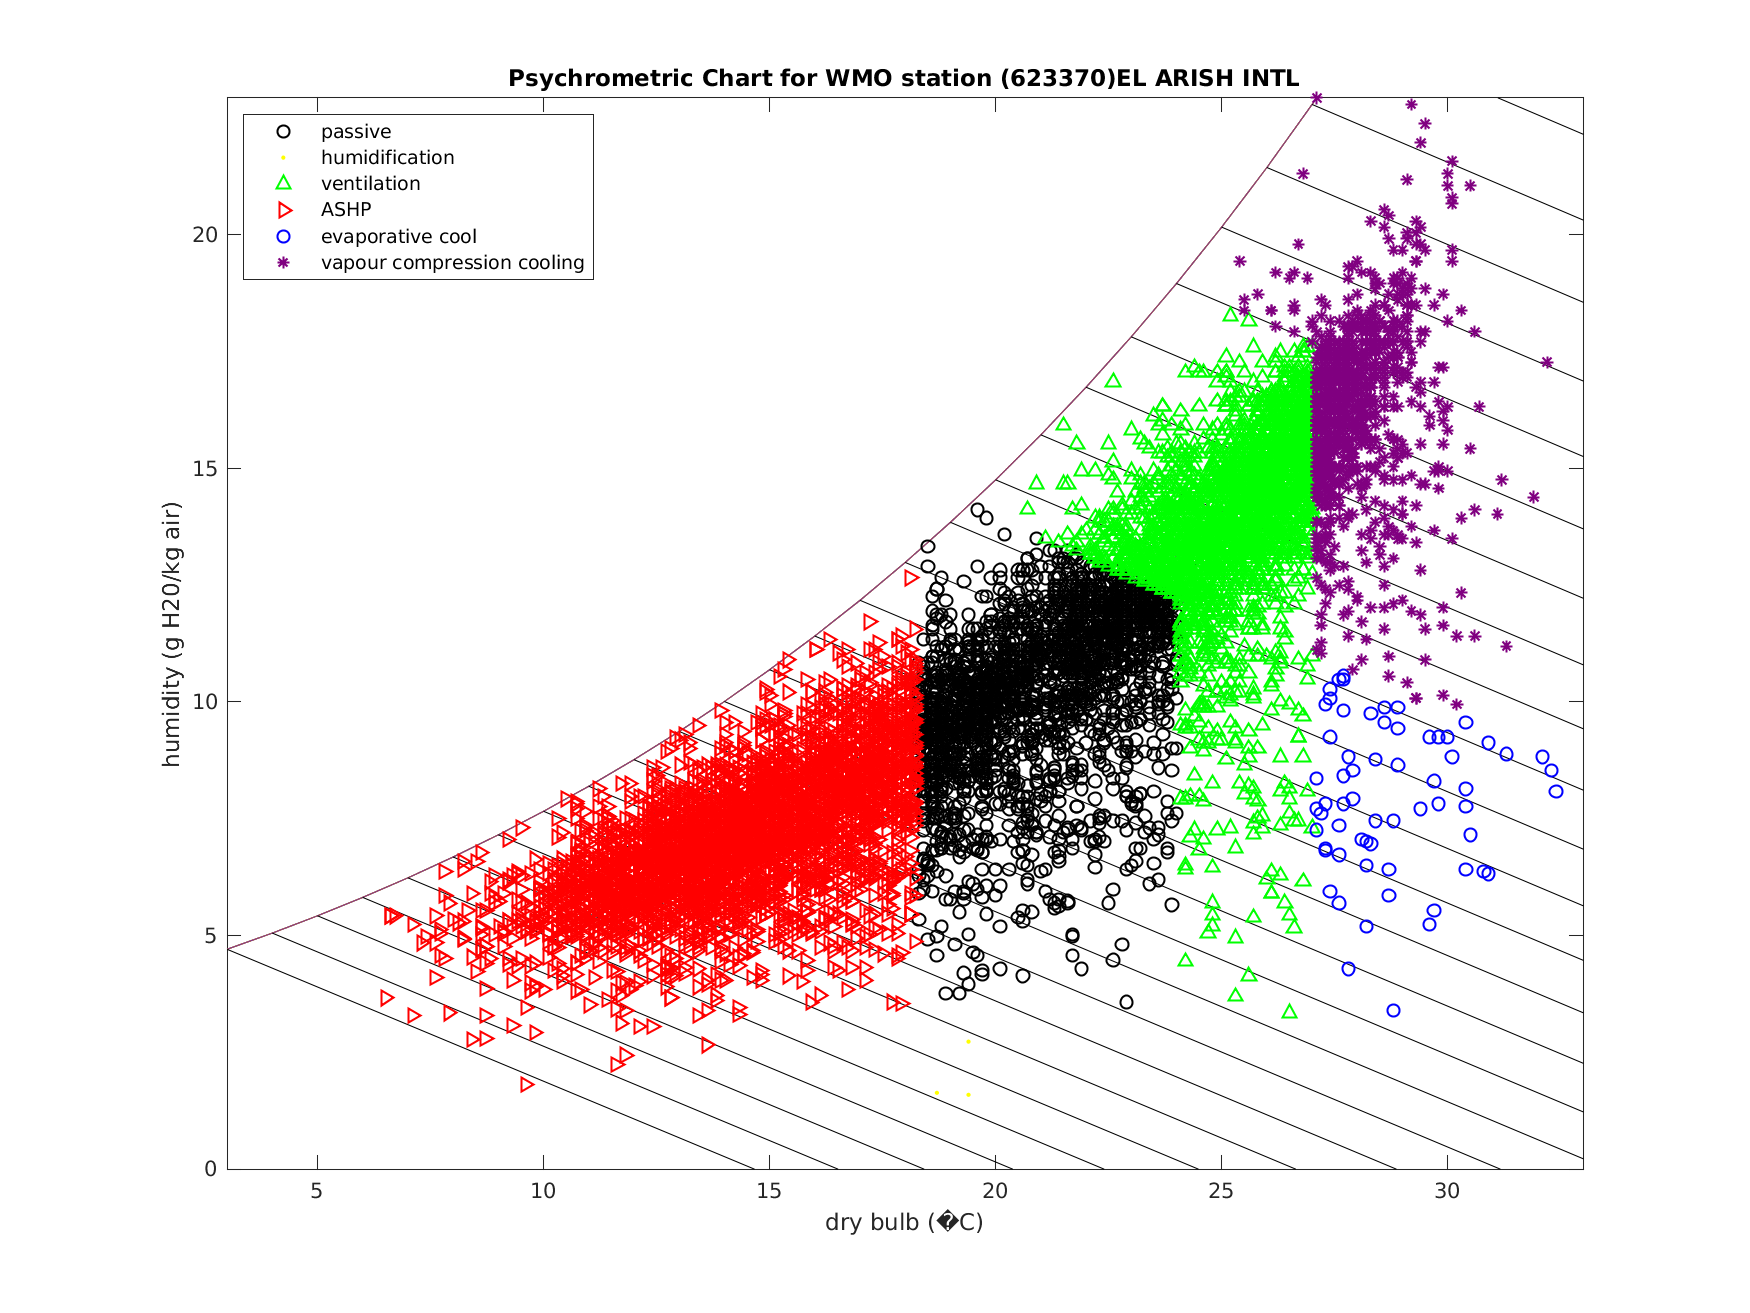 Psychrometric Chart for WMO station (623370)EL ARISH INTL
passive
humidification
ventilation
ASHP
evaporative cool
vapour compression cooling
20
15
10
5
0
humidity (g H20/kg air)
5 10 15 20 25 30
dry bulb (�C)